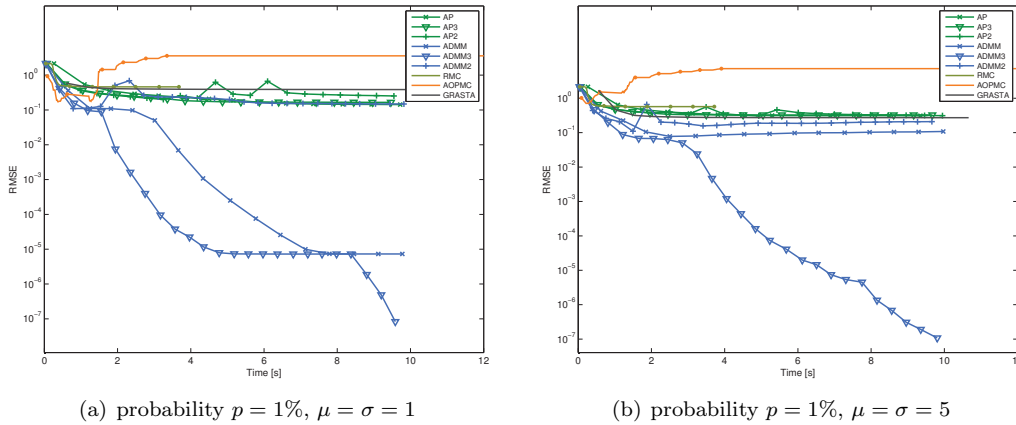 AP
AP3
AP2
ADMM
ADMM3
ADMM2
RMC
AOPMC
GRASTA
10^0
10^-1
10^-2
10^-3
10^-4
10^-5
10^-6
10^-7
RMSE
0 2 4 6 8 10 12
Time [s]
(a) probability p = 1%, μ = σ = 1
AP
AP3
AP2
ADMM
ADMM3
ADMM2
RMC
AOPMC
GRASTA
10^0
10^-1
10^-2
10^-3
10^-4
10^-5
10^-6
10^-7
RMSE
0 2 4 6 8 10 12
Time [s]
(b) probability p = 1%, μ = σ = 5